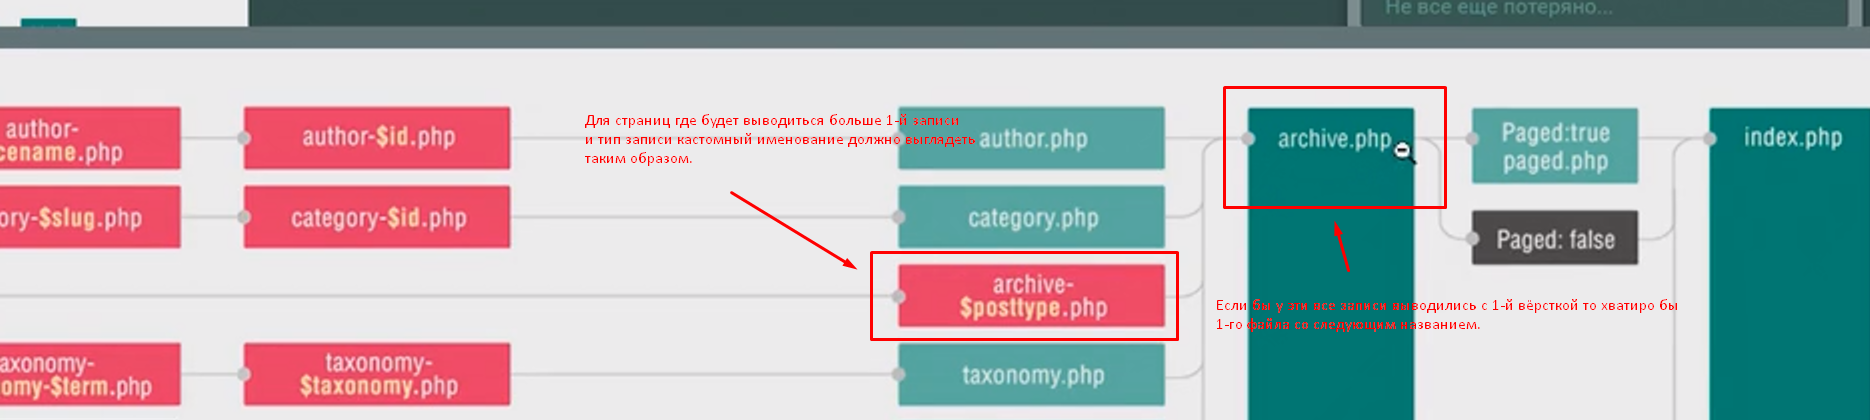 Не все еще потеряно...
author-
cename.php
author-$id.php
Для страниц где будет выводиться больше 1-й записи
и тип записи кастомный именование должно выглядеть
таким образом.
author.php
archive.php
Paged:true
paged.php
index.php
ory-$slug.php
category-$id.php
category.php
Paged: false
archive-
$posttype.php
Если бы у все записи выводились с 1-й вёрсткой то хватиро бы
1-го файла со следующим названием.
axonomy-
omy-$term.php
taxonomy-
$taxonomy.php
taxonomy.php